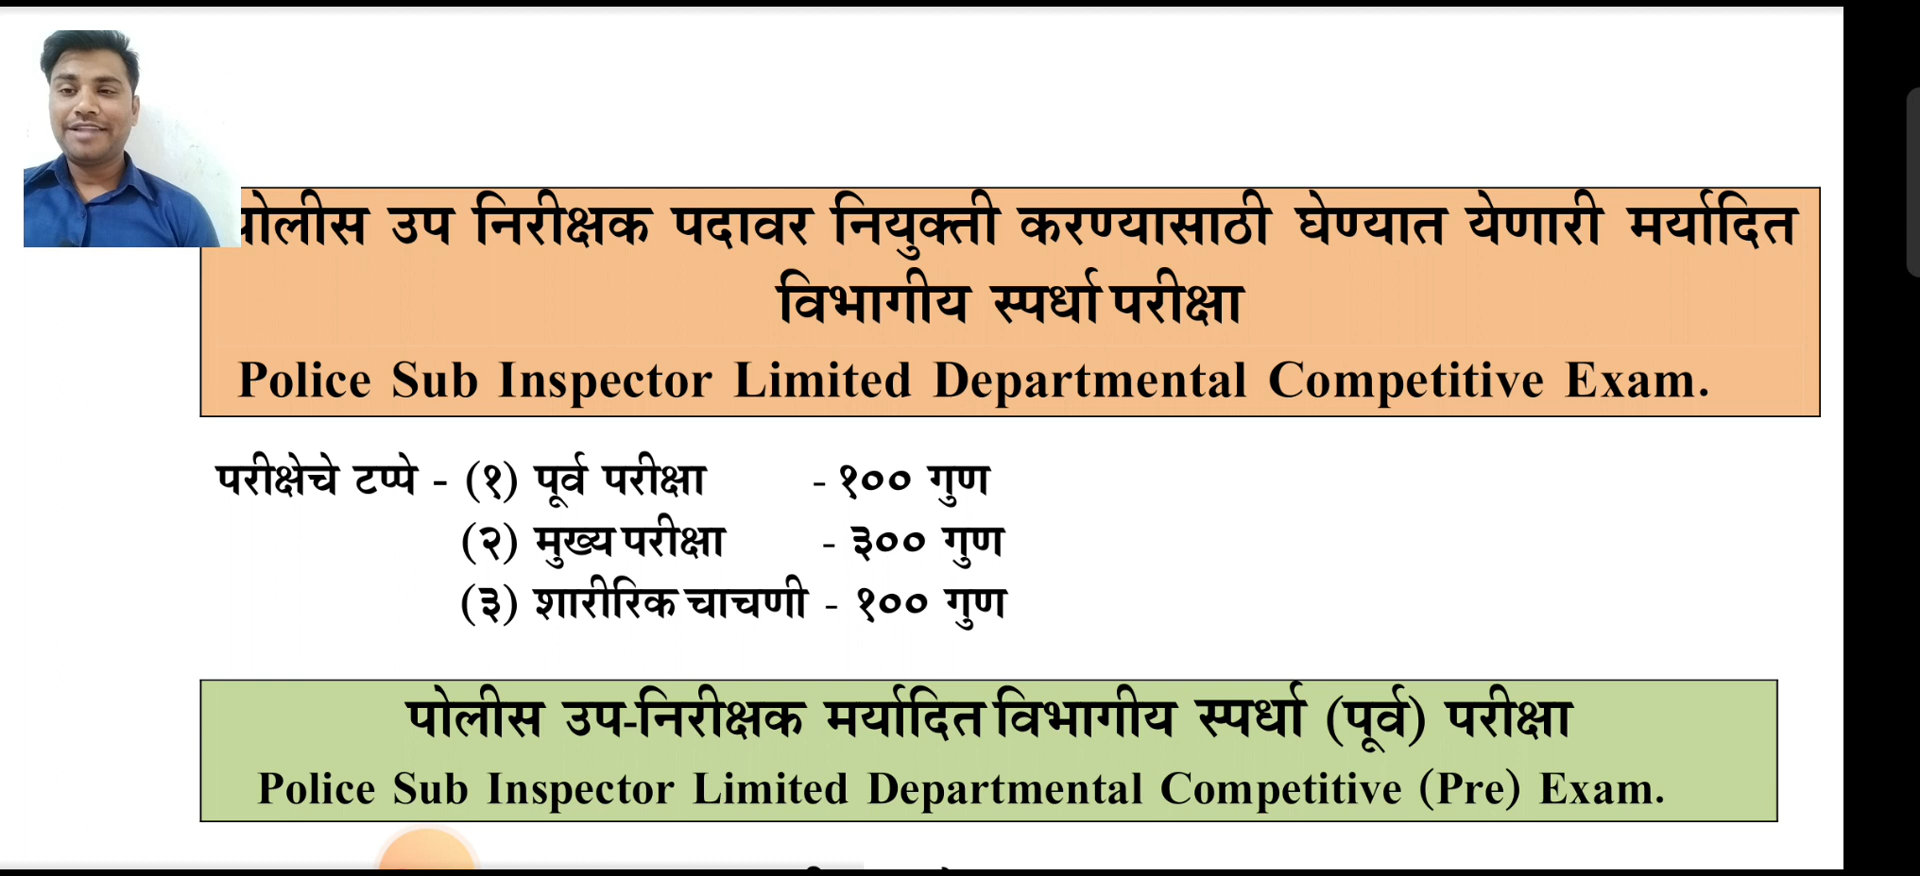 पोलीस उप निरीक्षक पदावर नियुक्ती करण्यासाठी घेण्यात येणारी मर्यादित
विभागीय स्पर्धा परीक्षा
Police Sub Inspector Limited Departmental Competitive Exam.
परीक्षेचे टप्पे - (१) पूर्व परीक्षा - १०० गुण
(२) मुख्य परीक्षा - ३०० गुण
(३) शारीरिक चाचणी - १०० गुण
पोलीस उप-निरीक्षक मर्यादित विभागीय स्पर्धा (पूर्व) परीक्षा
Police Sub Inspector Limited Departmental Competitive (Pre) Exam.